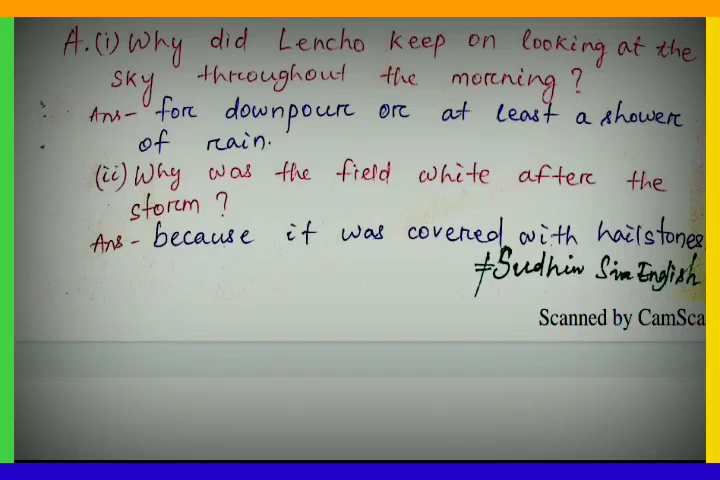 A. (i) Why did Lencho keep on looking at the
sky throughout the morning ?
Ans - for downpour or at least a shower
of rain.
(ii) Why was the field white after the
storm ?
Ans - because it was covered with hailstones
#Sudhir Sir English
Scanned by CamSca